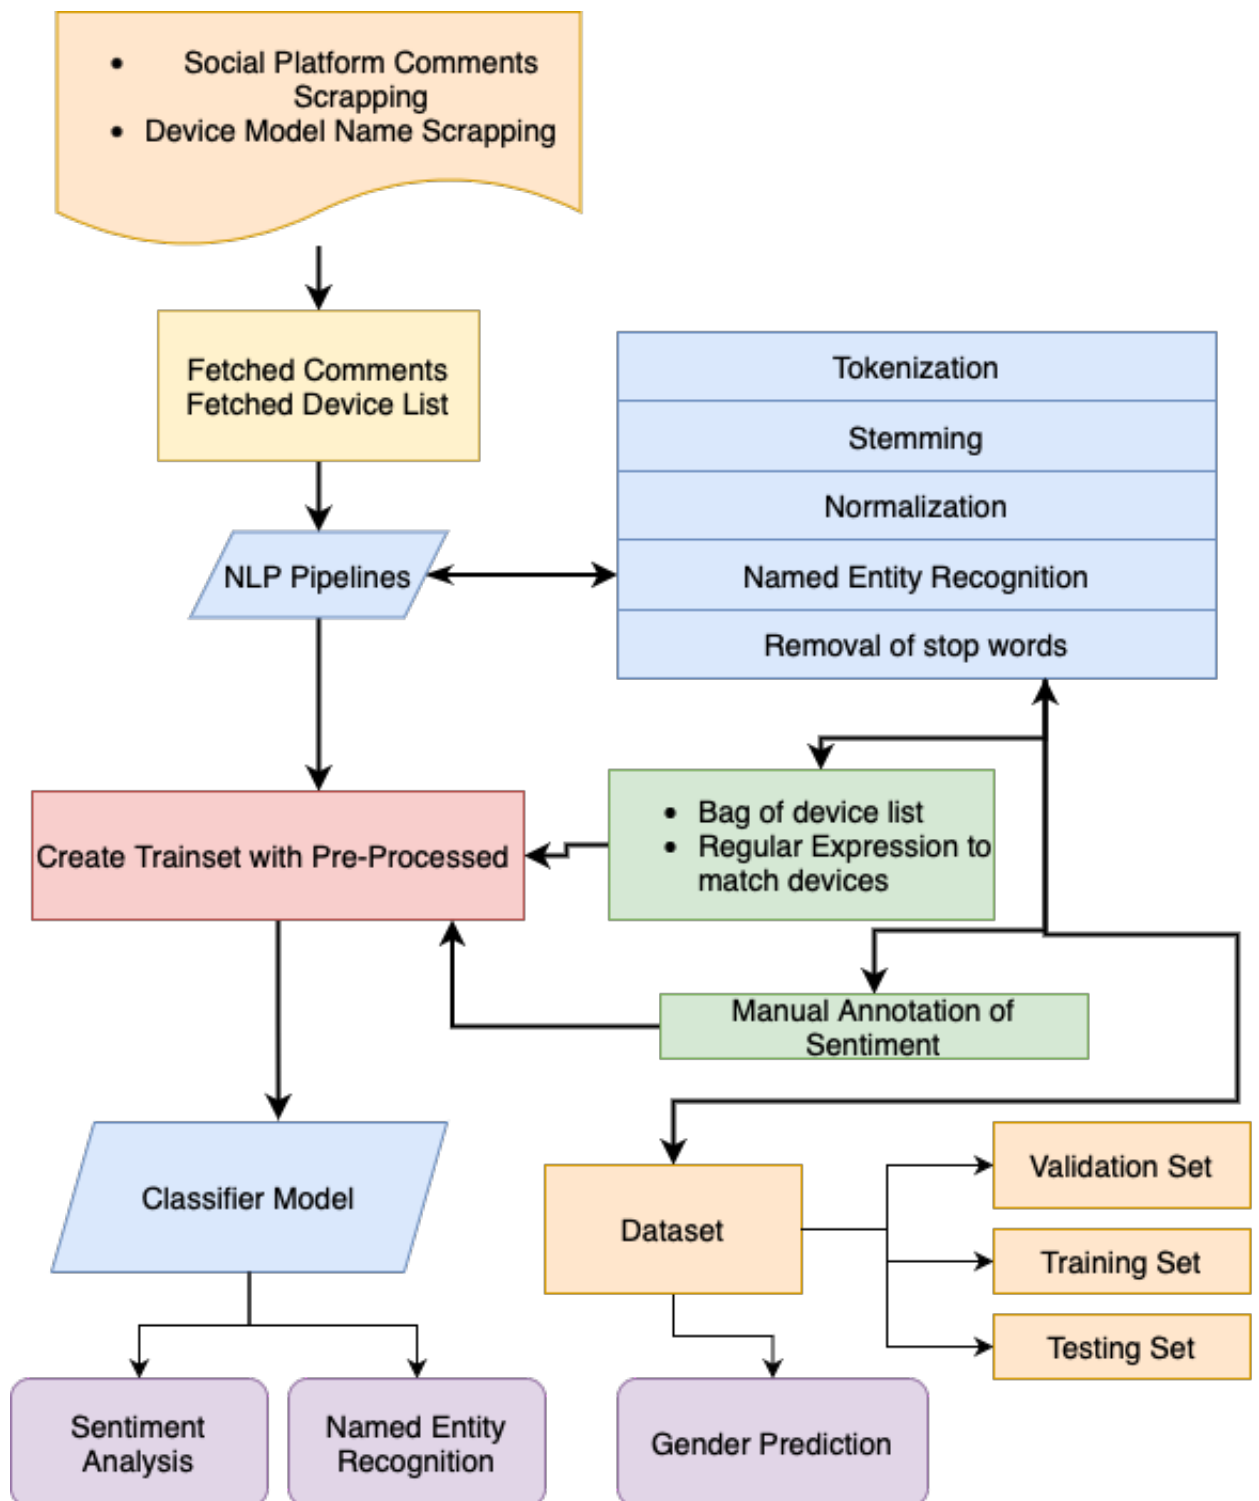 • Social Platform Comments
Scrapping
• Device Model Name Scrapping
Fetched Comments
Fetched Device List
Tokenization
Stemming
Normalization
NLP Pipelines
Named Entity Recognition
Removal of stop words
• Bag of device list
• Regular Expression to
match devices
Create Trainset with Pre-Processed
Manual Annotation of
Sentiment
Classifier Model
Dataset
Validation Set
Training Set
Testing Set
Sentiment
Analysis
Named Entity
Recognition
Gender Prediction